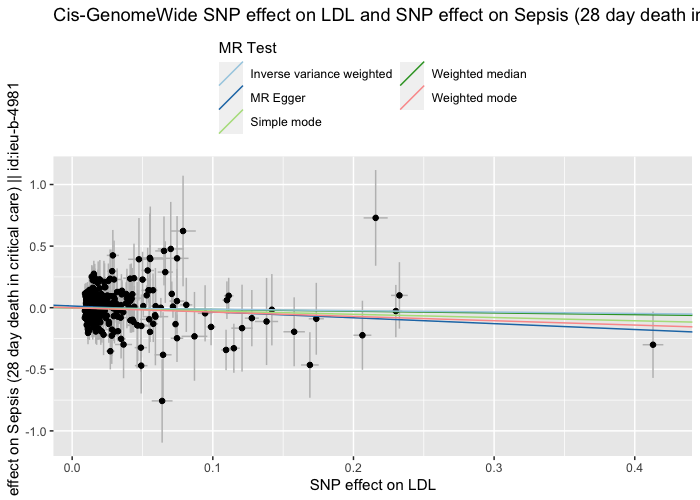 Cis-GenomeWide SNP effect on LDL and SNP effect on Sepsis (28 day death in
MR Test
Inverse variance weighted
Weighted median
MR Egger
Weighted mode
Simple mode
effect on Sepsis (28 day death in critical care) || id:ieu-b-4981
1.0
0.5
0.0
-0.5
-1.0
0.0 0.1 0.2 0.3 0.4
SNP effect on LDL